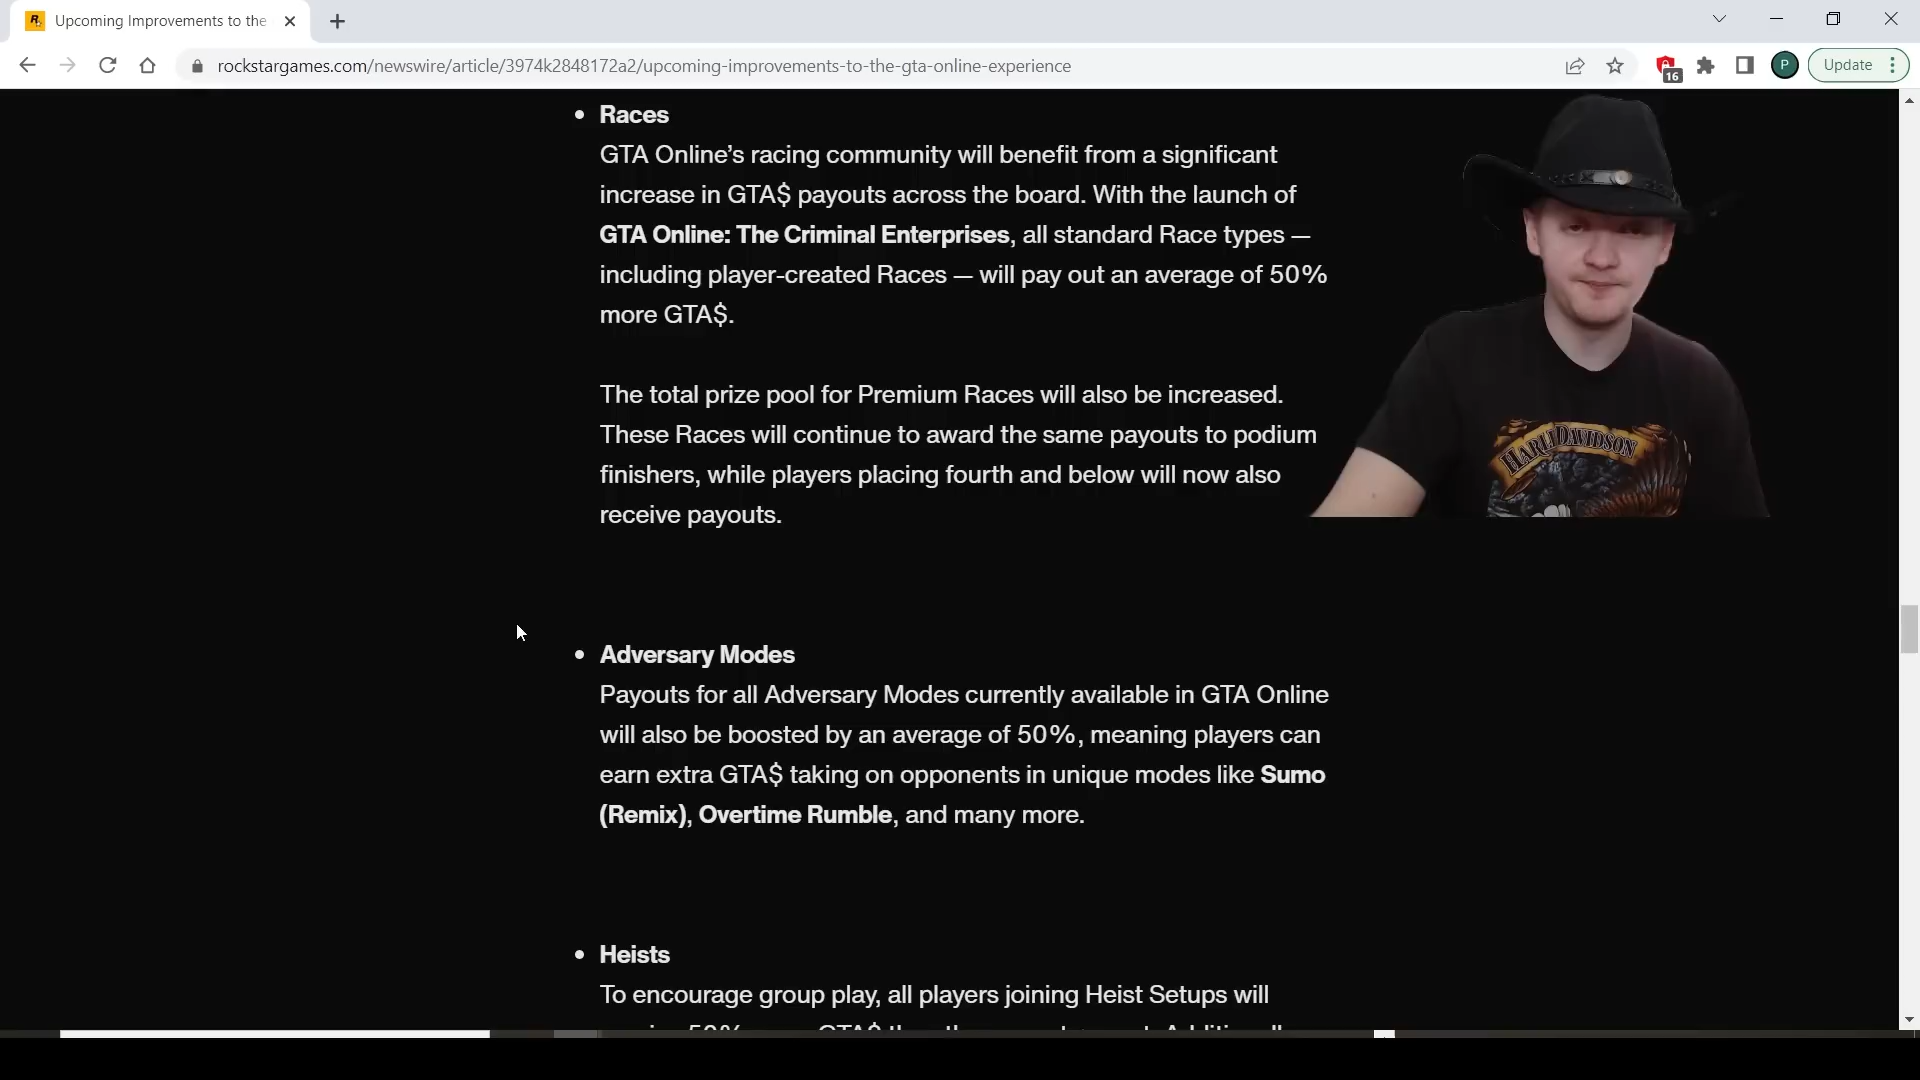 Upcoming Improvements to the
rockstargames.com/newswire/article/3974k2848172a2/upcoming-improvements-to-the-gta-online-experience
16
P
Update
• Races
GTA Online’s racing community will benefit from a significant
increase in GTA$ payouts across the board. With the launch of
GTA Online: The Criminal Enterprises, all standard Race types —
including player-created Races — will pay out an average of 50%
more GTA$.
The total prize pool for Premium Races will also be increased.
These Races will continue to award the same payouts to podium
finishers, while players placing fourth and below will now also
receive payouts.
HARLEY DAVIDSON
• Adversary Modes
Payouts for all Adversary Modes currently available in GTA Online
will also be boosted by an average of 50%, meaning players can
earn extra GTA$ taking on opponents in unique modes like Sumo
(Remix), Overtime Rumble, and many more.
• Heists
To encourage group play, all players joining Heist Setups will